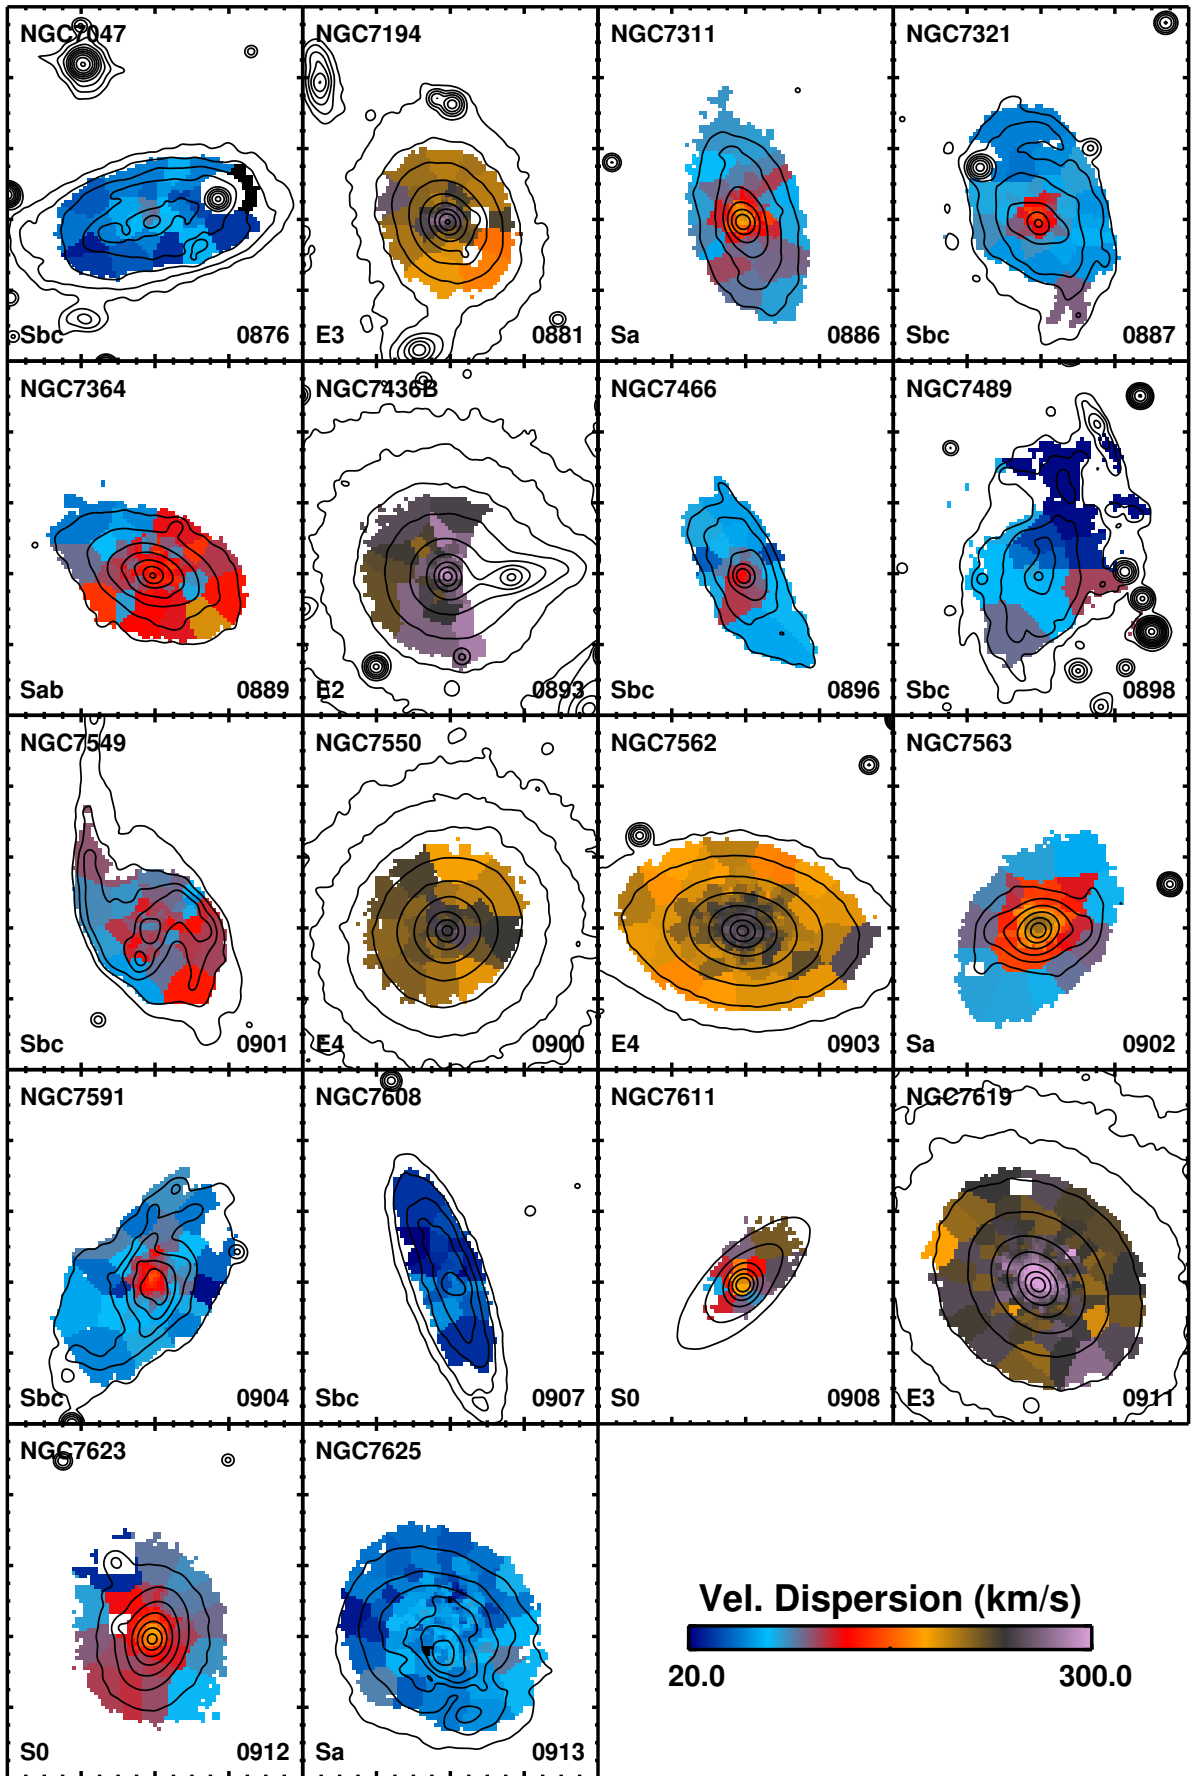 NGC7047
NGC7194
NGC7311
NGC7321
Sbc 0876
E3 0881
Sa 0886
Sbc 0887
NGC7364
NGC7436B
NGC7466
NGC7489
Sab 0889
E2 0893
Sbc 0896
Sbc 0898
NGC7549
NGC7550
NGC7562
NGC7563
Sbc 0901
E4 0900
E4 0903
Sa 0902
NGC7591
NGC7608
NGC7611
NGC7619
Sbc 0904
Sbc 0907
S0 0908
E3 0911
NGC7623
NGC7625
S0 0912
Sa 0913
Vel. Dispersion (km/s)
20.0 300.0